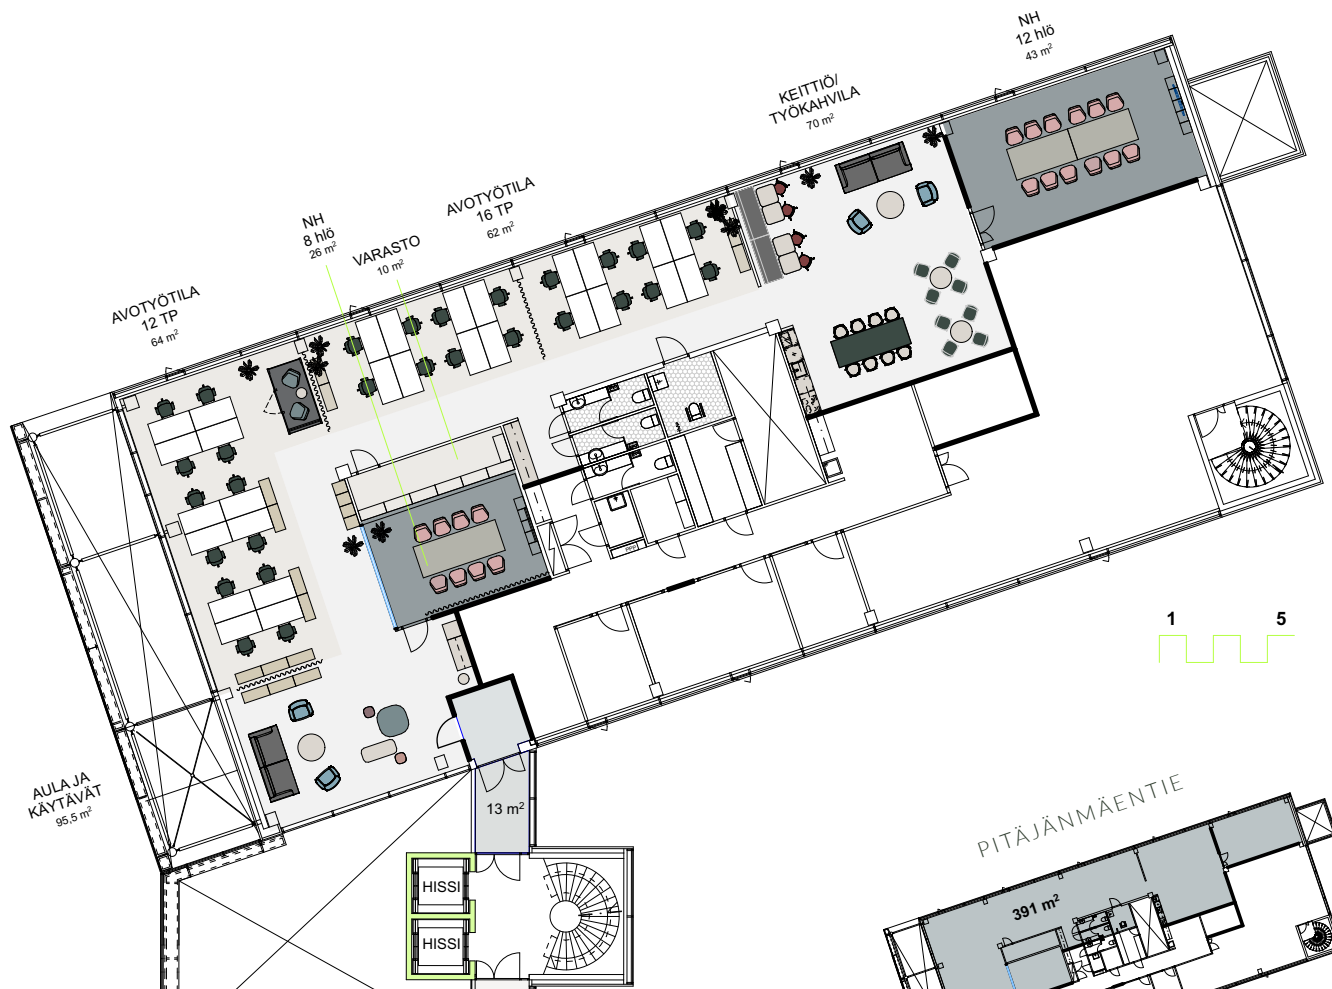 NH
12 hlö
43 m²
KEITTIÖ/
TYÖKAHVILA
70 m²
AVOTYÖTILA
16 TP
62 m²
NH
8 hlö
26 m²
VARASTO
10 m²
AVOTYÖTILA
12 TP
64 m²
1 5
AULA JA
KÄYTÄVÄT
95,5 m²
13 m²
HISSI
HISSI
PITÄJÄNMÄENTIE
391 m²